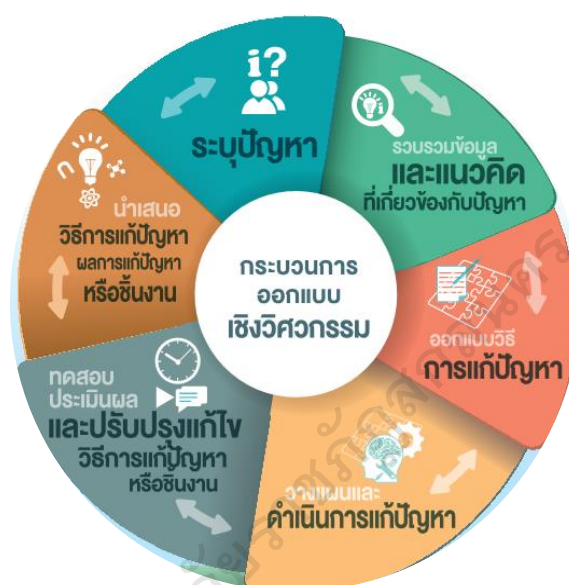 i?
ระบุปัญหา
รวบรวมข้อมูล
และแนวคิด
ที่เกี่ยวข้องกับปัญหา
ออกแบบวิธี
การแก้ปัญหา
วางแผนและ
ดำเนินการแก้ปัญหา
ทดสอบ
ประเมินผล
และปรับปรุงแก้ไข
วิธีการแก้ปัญหา
หรือชิ้นงาน
นำเสนอ
วิธีการแก้ปัญหา
ผลการแก้ปัญหา
หรือชิ้นงาน
กระบวนการ
ออกแบบ
เชิงวิศวกรรม